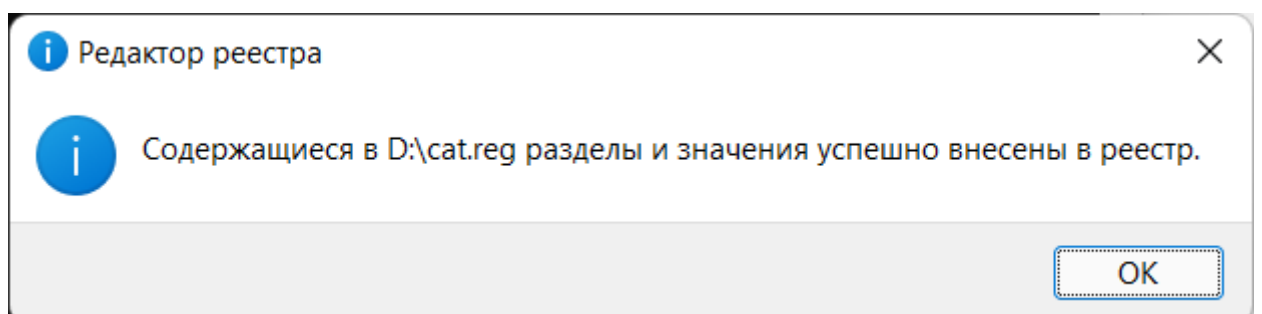 Редактор реестра
Содержащиеся в D:\cat.reg разделы и значения успешно внесены в реестр.
OK